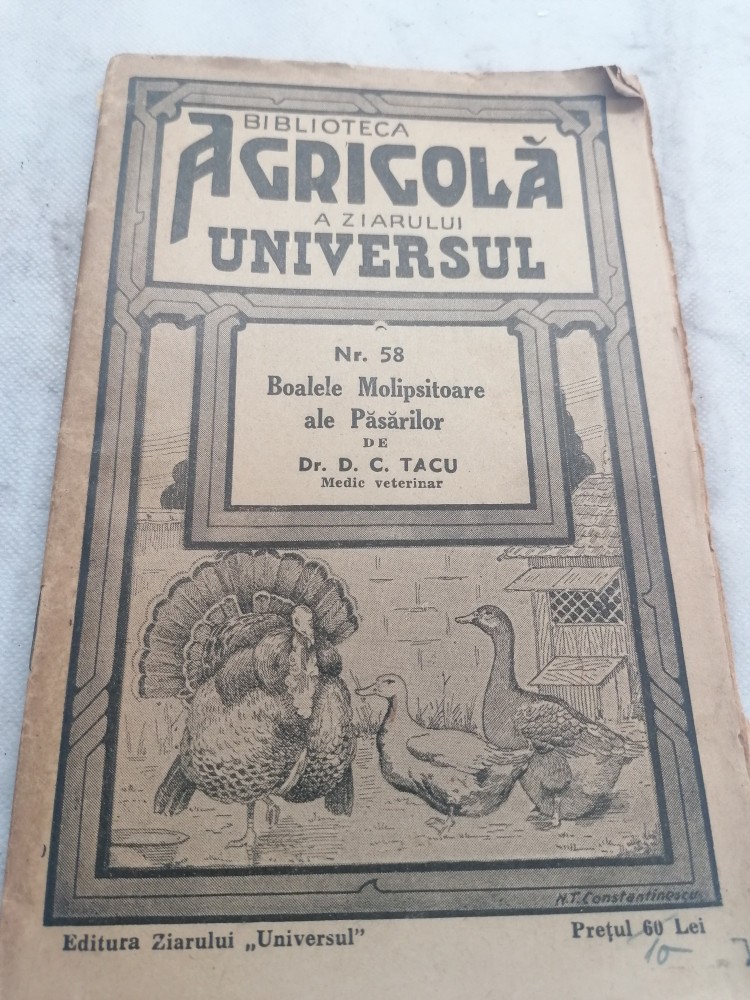 BIBLIOTECA
AGRICOLĂ
A ZIARULUI
UNIVERSUL
Nr. 58
Boalele Molipsitoare
ale Păsărilor
DE
Dr. D. C. TACU
Medic veterinar
N.T. Constantinescu
Editura Ziarului „Universul”
Prețul 60 Lei
10